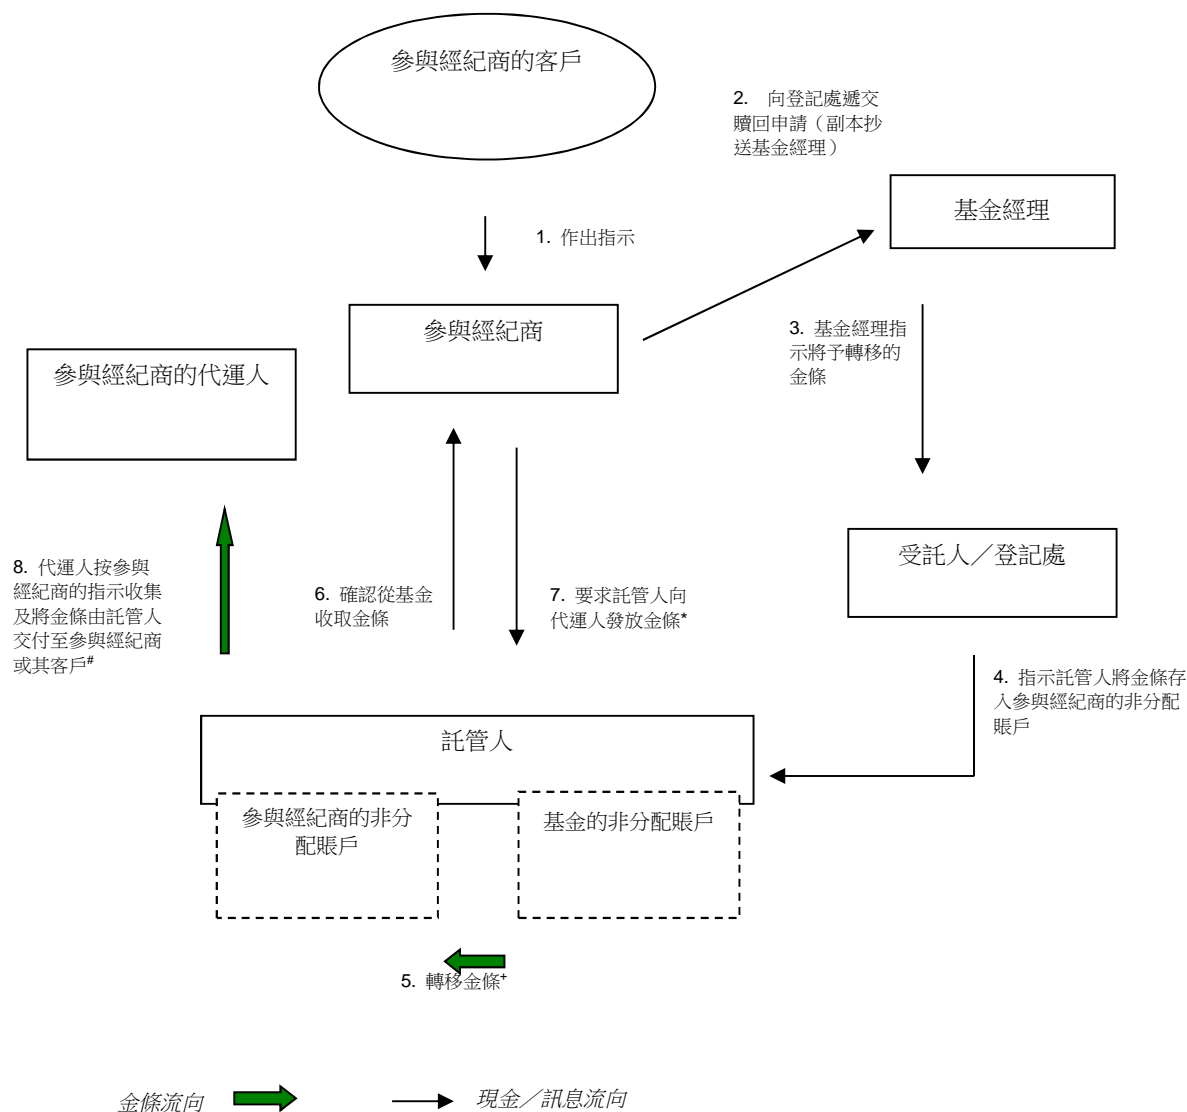 參與經紀商的客戶
2. 向登記處遞交
贖回申請（副本抄
送基金經理）
基金經理
1. 作出指示
參與經紀商
3. 基金經理指
示將予轉移的
金條
參與經紀商的代運人
受託人／登記處
8. 代運人按參與
經紀商的指示收集
及將金條由託管人
交付至參與經紀商
或其客戶#
6. 確認從基金
收取金條
7. 要求託管人向
代運人發放金條*
4. 指示託管人將金條存
入參與經紀商的非分配
賬戶
託管人
參與經紀商的非分
配賬戶
基金的非分配賬戶
5. 轉移金條+
金條流向
現金／訊息流向